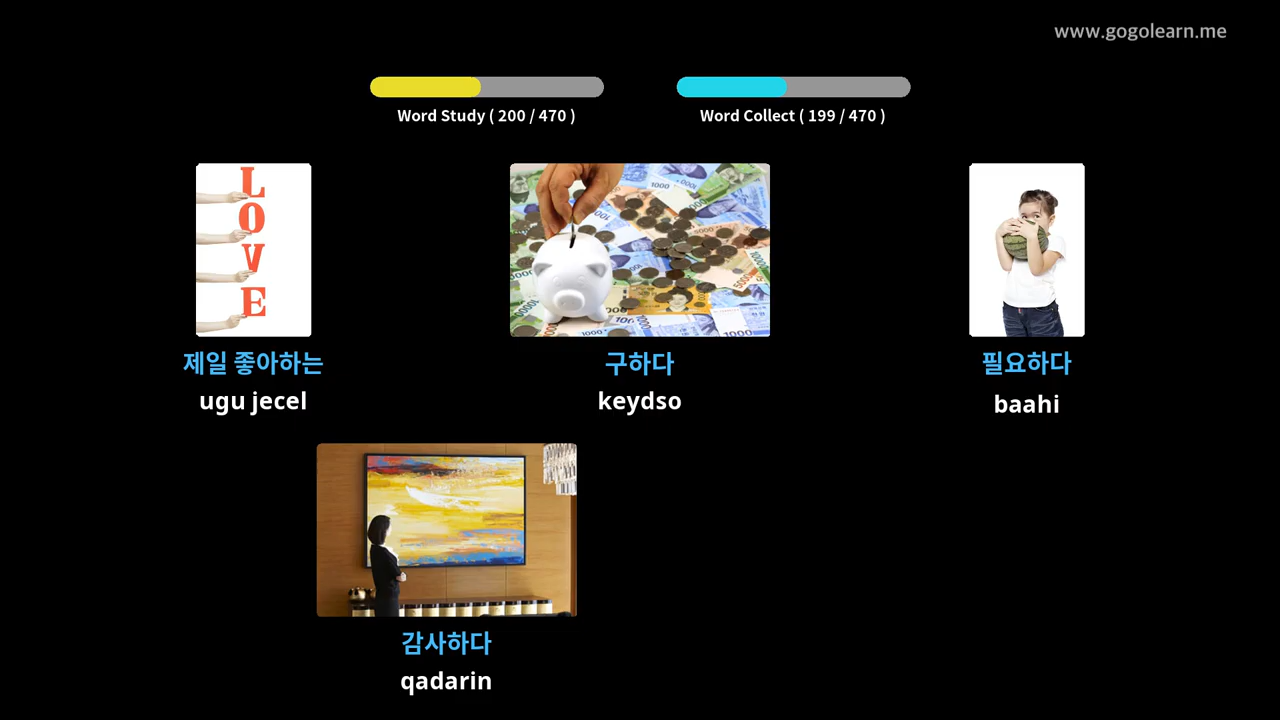 www.gogolearn.me
Word Study ( 200 / 470 )
Word Collect ( 199 / 470 )
LOVE
1000
제일 좋아하는
ugu jecel
구하다
keydso
필요하다
baahi
감사하다
qadarin